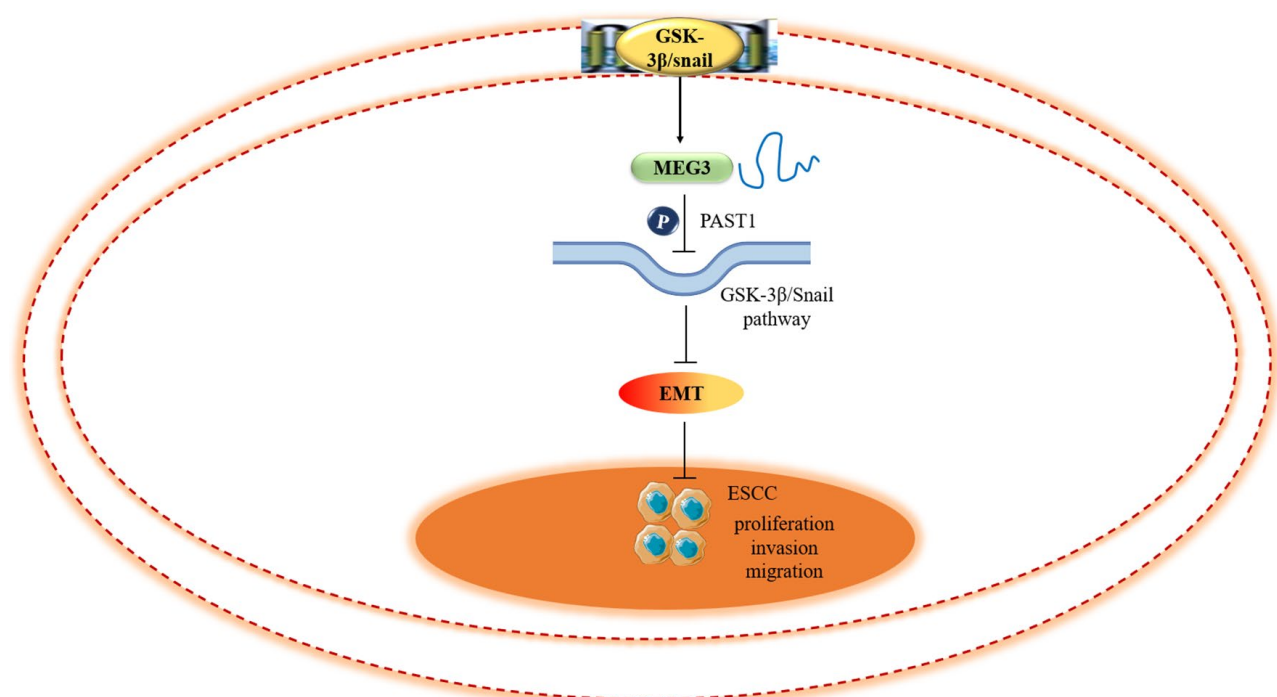 GSK-
3β/snail
MEG3
P
PAST1
GSK-3β/Snail
pathway
EMT
ESCC
proliferation
invasion
migration